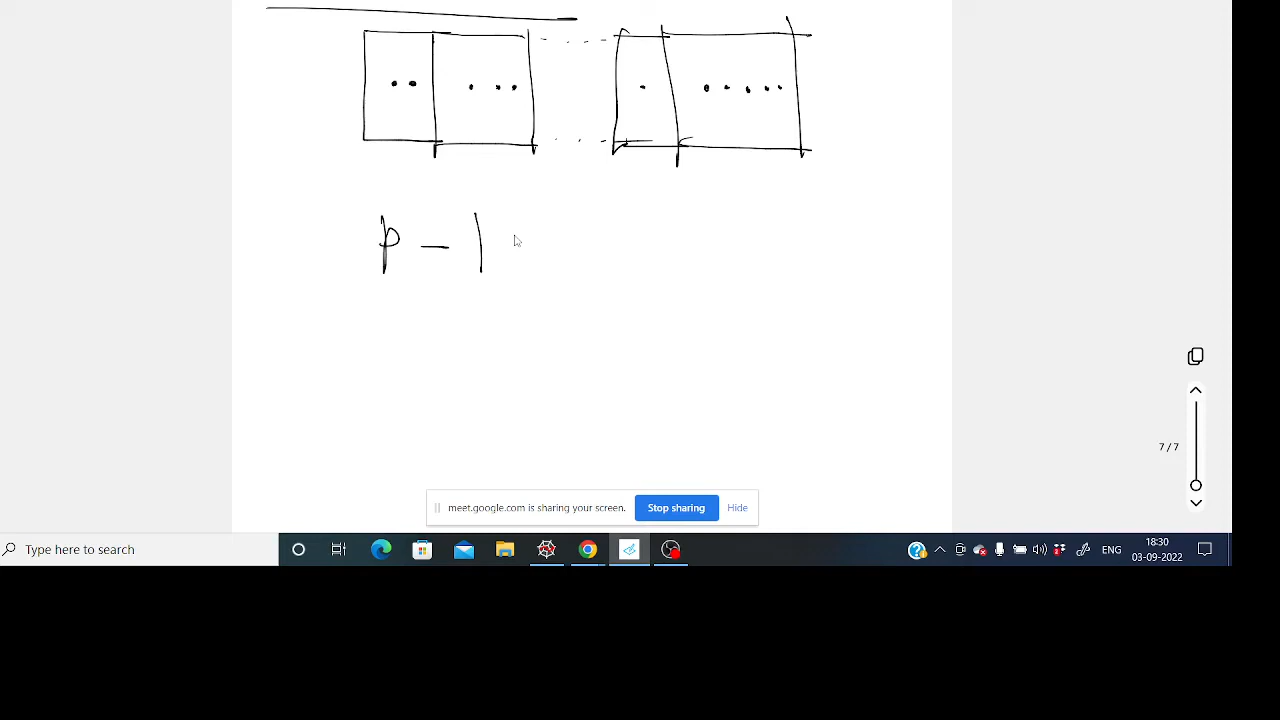 p - 1
7 / 7
meet.google.com is sharing your screen.
Stop sharing
Hide
Type here to search
ENG
18:30
03-09-2022